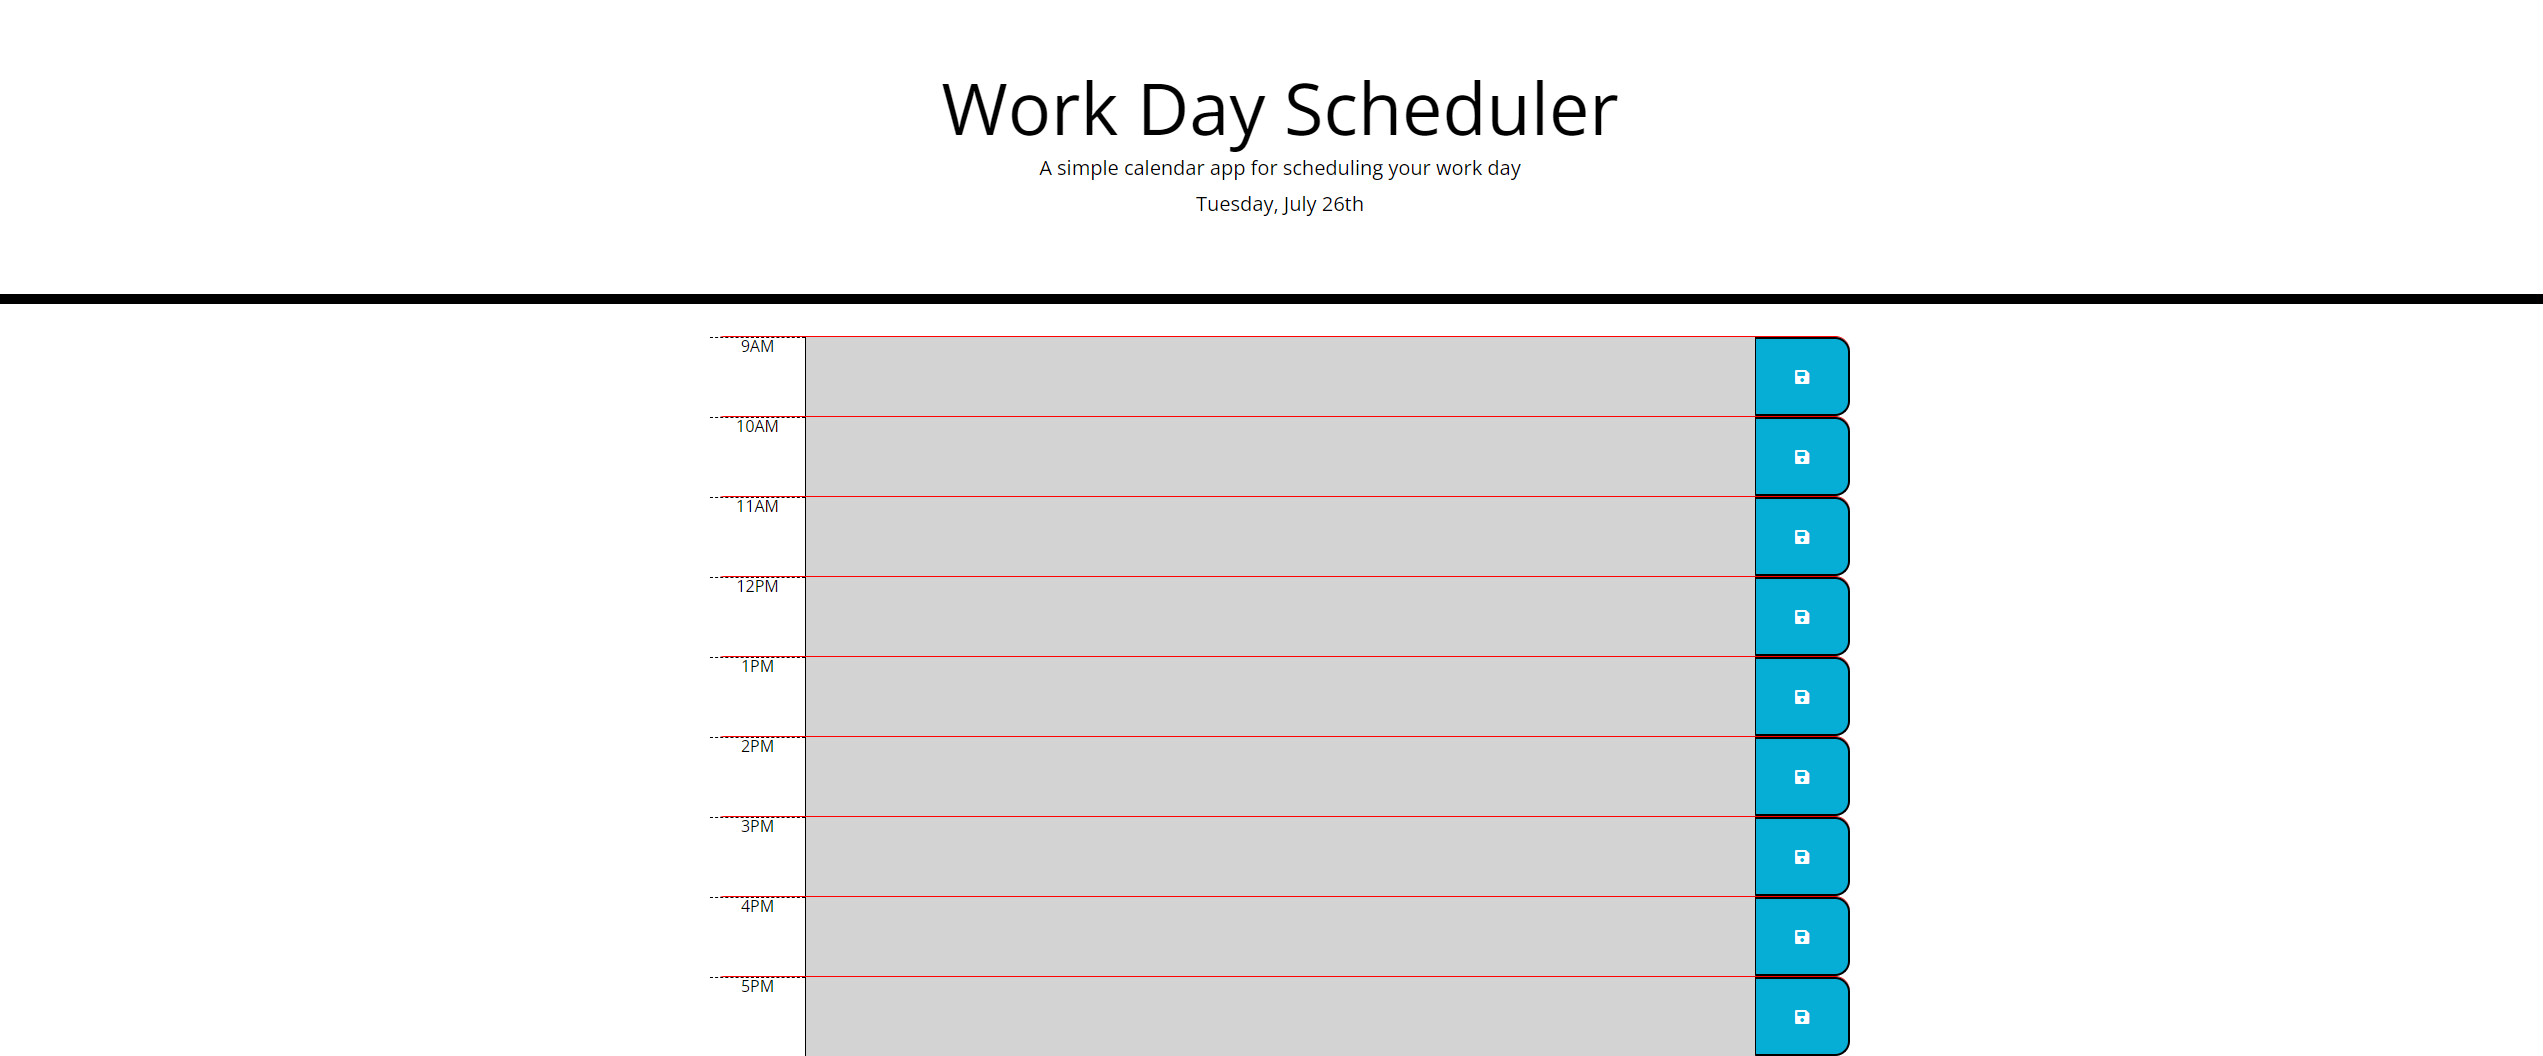 Work Day Scheduler
A simple calendar app for scheduling your work day
Tuesday, July 26th
9AM
10AM
11AM
12PM
1PM
2PM
3PM
4PM
5PM